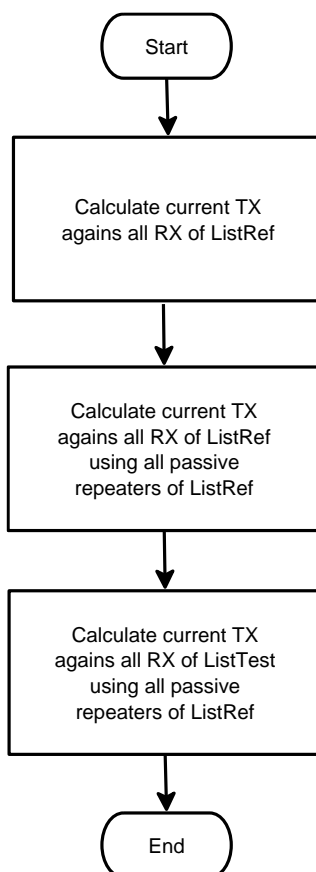 Start
Calculate current TX
agains all RX of ListRef
Calculate current TX
agains all RX of ListRef
using all passive
repeaters of ListRef
Calculate current TX
agains all RX of ListTest
using all passive
repeaters of ListRef
End